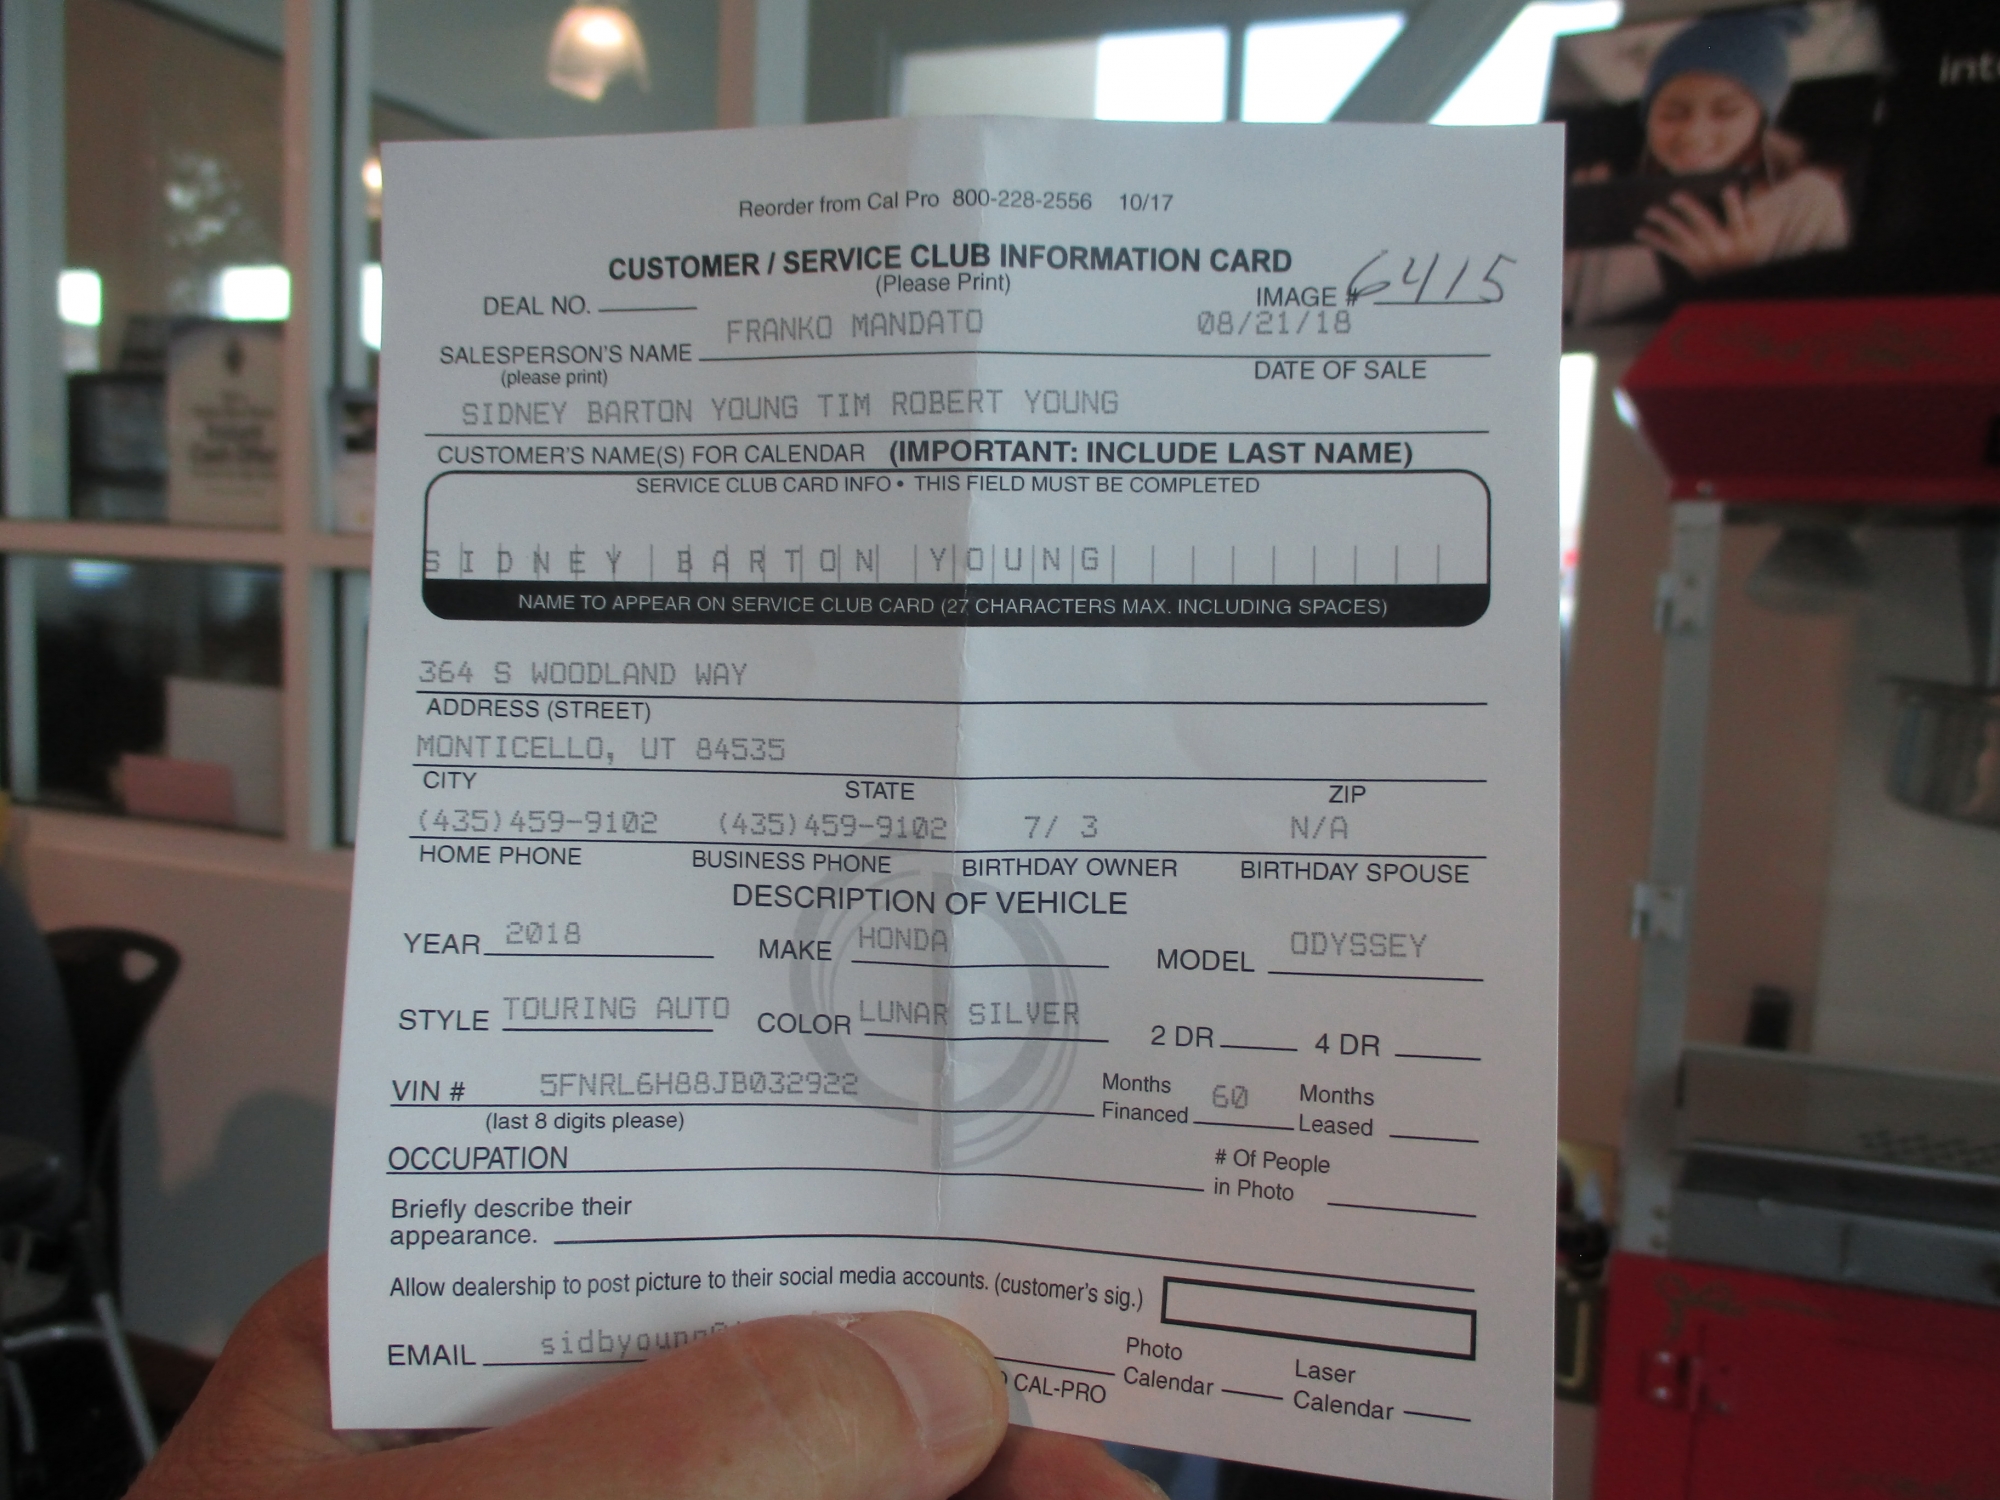 Reorder from Cal Pro 800-228-2556 10/17
CUSTOMER / SERVICE CLUB INFORMATION CARD
(Please Print)
DEAL NO. IMAGE # 6415
FRANKO MANDATO 08/21/18
SALESPERSON'S NAME DATE OF SALE
(please print)
SIDNEY BARTON YOUNG TIM ROBERT YOUNG
CUSTOMER'S NAME(S) FOR CALENDAR (IMPORTANT: INCLUDE LAST NAME)
SERVICE CLUB CARD INFO • THIS FIELD MUST BE COMPLETED
SIDNEY BARTON YOUNG
NAME TO APPEAR ON SERVICE CLUB CARD (27 CHARACTERS MAX. INCLUDING SPACES)
364 S WOODLAND WAY
ADDRESS (STREET)
MONTICELLO, UT 84535
CITY STATE ZIP
(435)459-9102 (435)459-9102 7/ 3 N/A
HOME PHONE BUSINESS PHONE BIRTHDAY OWNER BIRTHDAY SPOUSE
DESCRIPTION OF VEHICLE
YEAR 2018 MAKE HONDA MODEL ODYSSEY
STYLE TOURING AUTO COLOR LUNAR SILVER 2 DR 4 DR
VIN # 5FNRL6H88JB032922 Months Financed 60 Months Leased
(last 8 digits please)
OCCUPATION # Of People in Photo
Briefly describe their
appearance.
Allow dealership to post picture to their social media accounts. (customer's sig.)
EMAIL sidbyoung@ Photo Calendar Laser Calendar
CAL-PRO